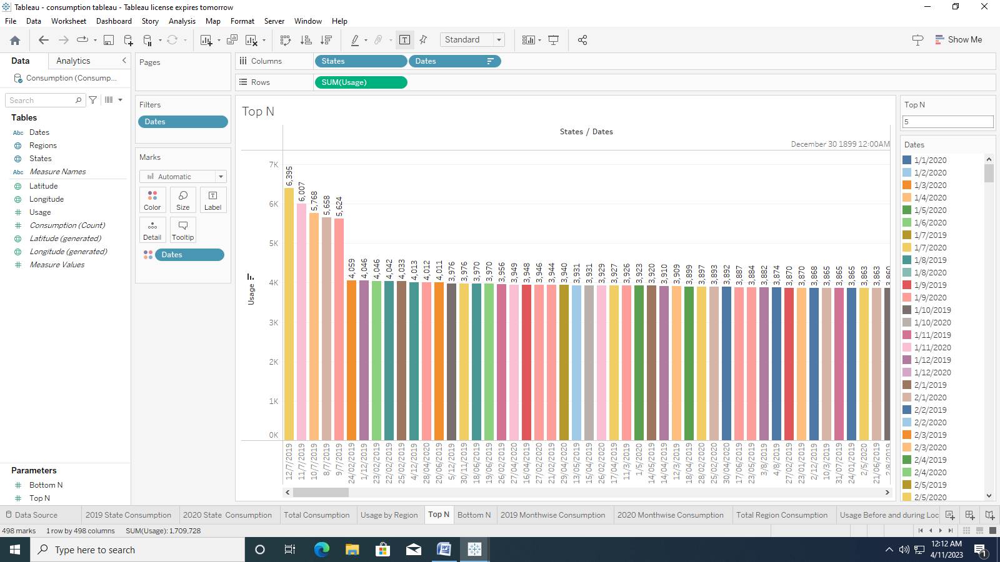 Tableau - consumption tableau - Tableau license expires tomorrow
File Data Worksheet Dashboard Story Analysis Map Format Server Window Help
Standard
Show Me
Data Analytics
Consumption (Consump...
Search
Tables
Abc Dates
Regions
States
Abc Measure Names
Latitude
Longitude
Usage
Consumption (Count)
Latitude (generated)
Longitude (generated)
Measure Values
Parameters
Bottom N
Top N
Pages
Filters
Dates
Marks
Automatic
Color Size Label
Detail Tooltip
Dates
Columns States Dates
Rows SUM(Usage)
Top N
States / Dates
December 30 1899 12:00AM
Usage
7K
6K
5K
4K
3K
2K
1K
0K
6,395 6,007 5,768 5,658 5,624 4,059 4,046 4,046 4,042 4,033 4,013 4,012 4,011 3,976 3,976 3,970 3,970 3,956 3,949 3,948 3,946 3,944 3,940 3,931 3,931 3,929 3,927 3,926 3,923 3,920 3,910 3,909 3,899 3,897 3,893 3,892 3,887 3,884 3,882 3,874 3,870 3,870 3,868 3,865 3,865 3,865 3,863 3,863 3,860
12/7/2019 11/7/2019 10/7/2019 8/7/2019 9/7/2019 24/02/2019 1/12/2019 23/02/2019 22/02/2019 25/02/2019 4/12/2019 28/04/2020 20/06/2019 5/12/2019 30/11/2019 18/06/2019 19/06/2019 26/02/2019 27/04/2020 16/04/2019 21/02/2019 27/02/2019 29/04/2020 13/05/2019 15/04/2019 26/02/2020 17/04/2019 11/3/2019 1/5/2020 14/05/2019 14/04/2019 12/3/2019 18/04/2019 28/02/2020 25/02/2020 30/04/2020 17/06/2019 23/05/2019 3/8/2019 4/8/2019 27/02/2019 23/01/2019 2/12/2019 10/3/2019 31/07/2019 24/01/2019 2/5/2020 21/06/2019 2/8/2019
Top N
5
Dates
1/1/2020
1/2/2020
1/3/2020
1/4/2020
1/5/2020
1/6/2020
1/7/2019
1/7/2020
1/8/2019
1/8/2020
1/9/2019
1/9/2020
1/10/2019
1/10/2020
1/11/2019
1/11/2020
1/12/2019
1/12/2020
2/1/2019
2/1/2020
2/2/2019
2/2/2020
2/3/2019
2/3/2020
2/4/2019
2/4/2020
2/5/2019
2/5/2020
Data Source 2019 State Consumption 2020 State Consumption Total Consumption Usage by Region Top N Bottom N 2019 Monthwise Consumption 2020 Monthwise Consumption Total Region Consumption Usage Before and during Loc
498 marks 1 row by 498 columns SUM(Usage): 1,709,728
Type here to search
12:12 AM
4/11/2023
1